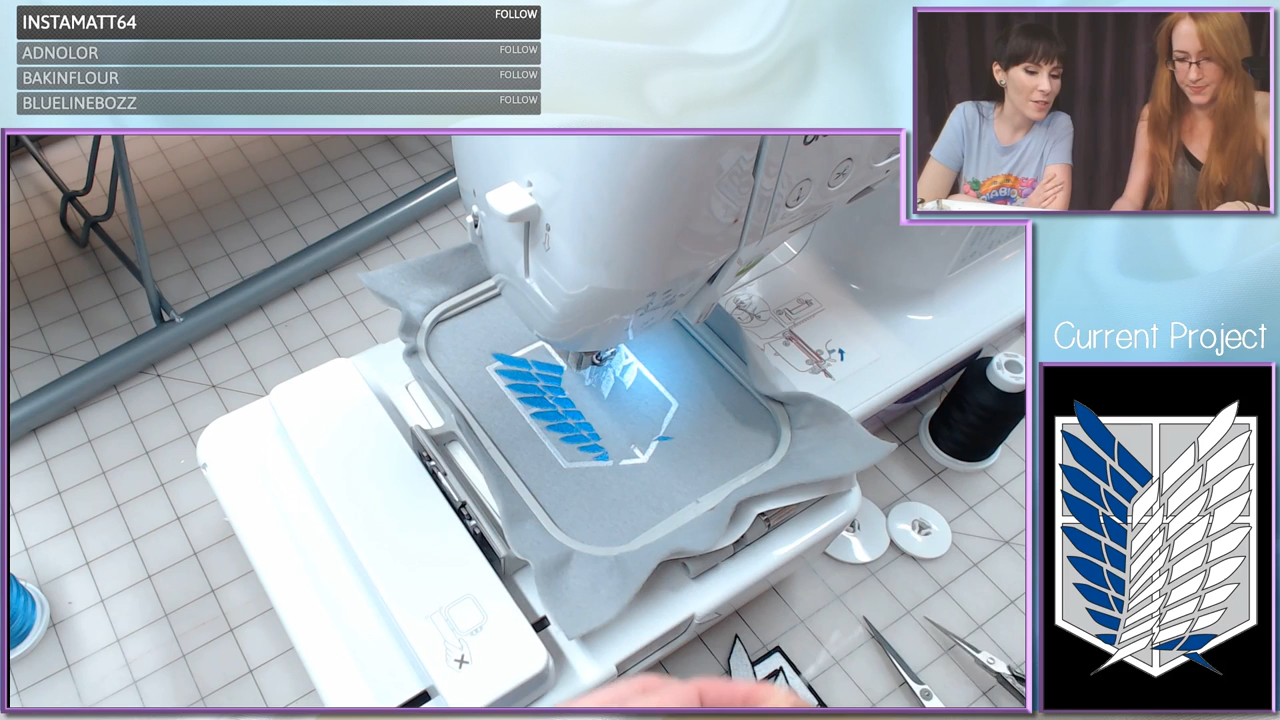 INSTAMATT64 FOLLOW
ADNOLOR FOLLOW
BAKINFLOUR FOLLOW
BLUELINEBOZZ FOLLOW
Current Project